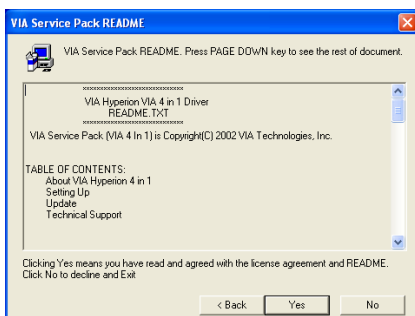 VIA Service Pack README
VIA Service Pack README. Press PAGE DOWN key to see the rest of document.
VIA Hyperion VIA 4 in 1 Driver
README.TXT
VIA Service Pack (VIA 4 In 1) is Copyright(C) 2002 VIA Technologies, Inc.
TABLE OF CONTENTS:
About VIA Hyperion 4 in 1
Setting Up
Update
Technical Support
Clicking Yes means you have read and agreed with the license agreement and README.
Click No to decline and Exit
< Back
Yes
No